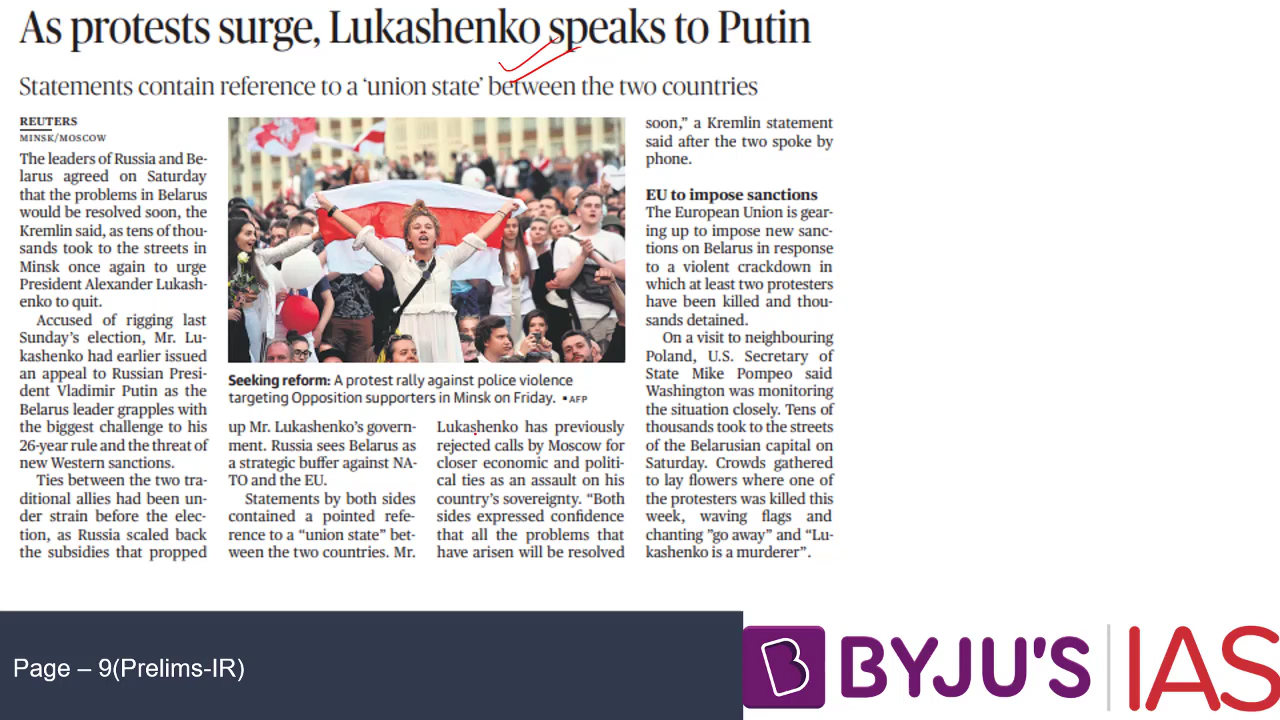 As protests surge, Lukashenko speaks to Putin
Statements contain reference to a ‘union state’ between the two countries
REUTERS
MINSK/MOSCOW
The leaders of Russia and Be-
larus agreed on Saturday
that the problems in Belarus
would be resolved soon, the
Kremlin said, as tens of thou-
sands took to the streets in
Minsk once again to urge
President Alexander Lukash-
enko to quit.
Accused of rigging last
Sunday’s election, Mr. Lu-
kashenko had earlier issued
an appeal to Russian Presi-
dent Vladimir Putin as the
Belarus leader grapples with
the biggest challenge to his
26-year rule and the threat of
new Western sanctions.
Ties between the two tra-
ditional allies had been un-
der strain before the elec-
tion, as Russia scaled back
the subsidies that propped
Seeking reform: A protest rally against police violence
targeting Opposition supporters in Minsk on Friday. ▪AFP
up Mr. Lukashenko’s govern-
ment. Russia sees Belarus as
a strategic buffer against NA-
TO and the EU.
Statements by both sides
contained a pointed refe-
rence to a “union state” bet-
ween the two countries. Mr.
Lukashenko has previously
rejected calls by Moscow for
closer economic and politi-
cal ties as an assault on his
country’s sovereignty. “Both
sides expressed confidence
that all the problems that
have arisen will be resolved
soon,” a Kremlin statement
said after the two spoke by
phone.
EU to impose sanctions
The European Union is gear-
ing up to impose new sanc-
tions on Belarus in response
to a violent crackdown in
which at least two protesters
have been killed and thou-
sands detained.
On a visit to neighbouring
Poland, U.S. Secretary of
State Mike Pompeo said
Washington was monitoring
the situation closely. Tens of
thousands took to the streets
of the Belarusian capital on
Saturday. Crowds gathered
to lay flowers where one of
the protesters was killed this
week, waving flags and
chanting ”go away” and “Lu-
kashenko is a murderer”.
Page – 9(Prelims-IR)
BYJU'S IAS